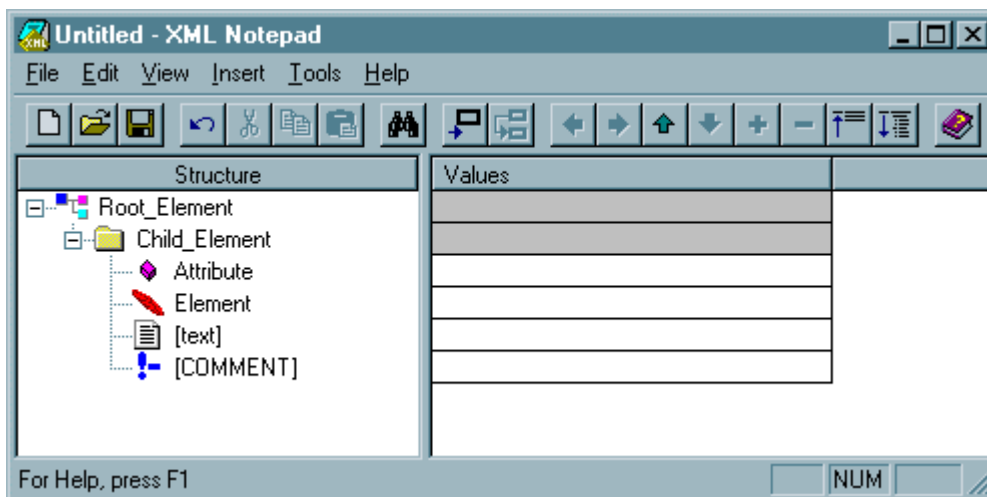 Untitled - XML Notepad
File Edit View Insert Tools Help
Structure
Values
Root_Element
Child_Element
Attribute
Element
[text]
[COMMENT]
For Help, press F1
NUM